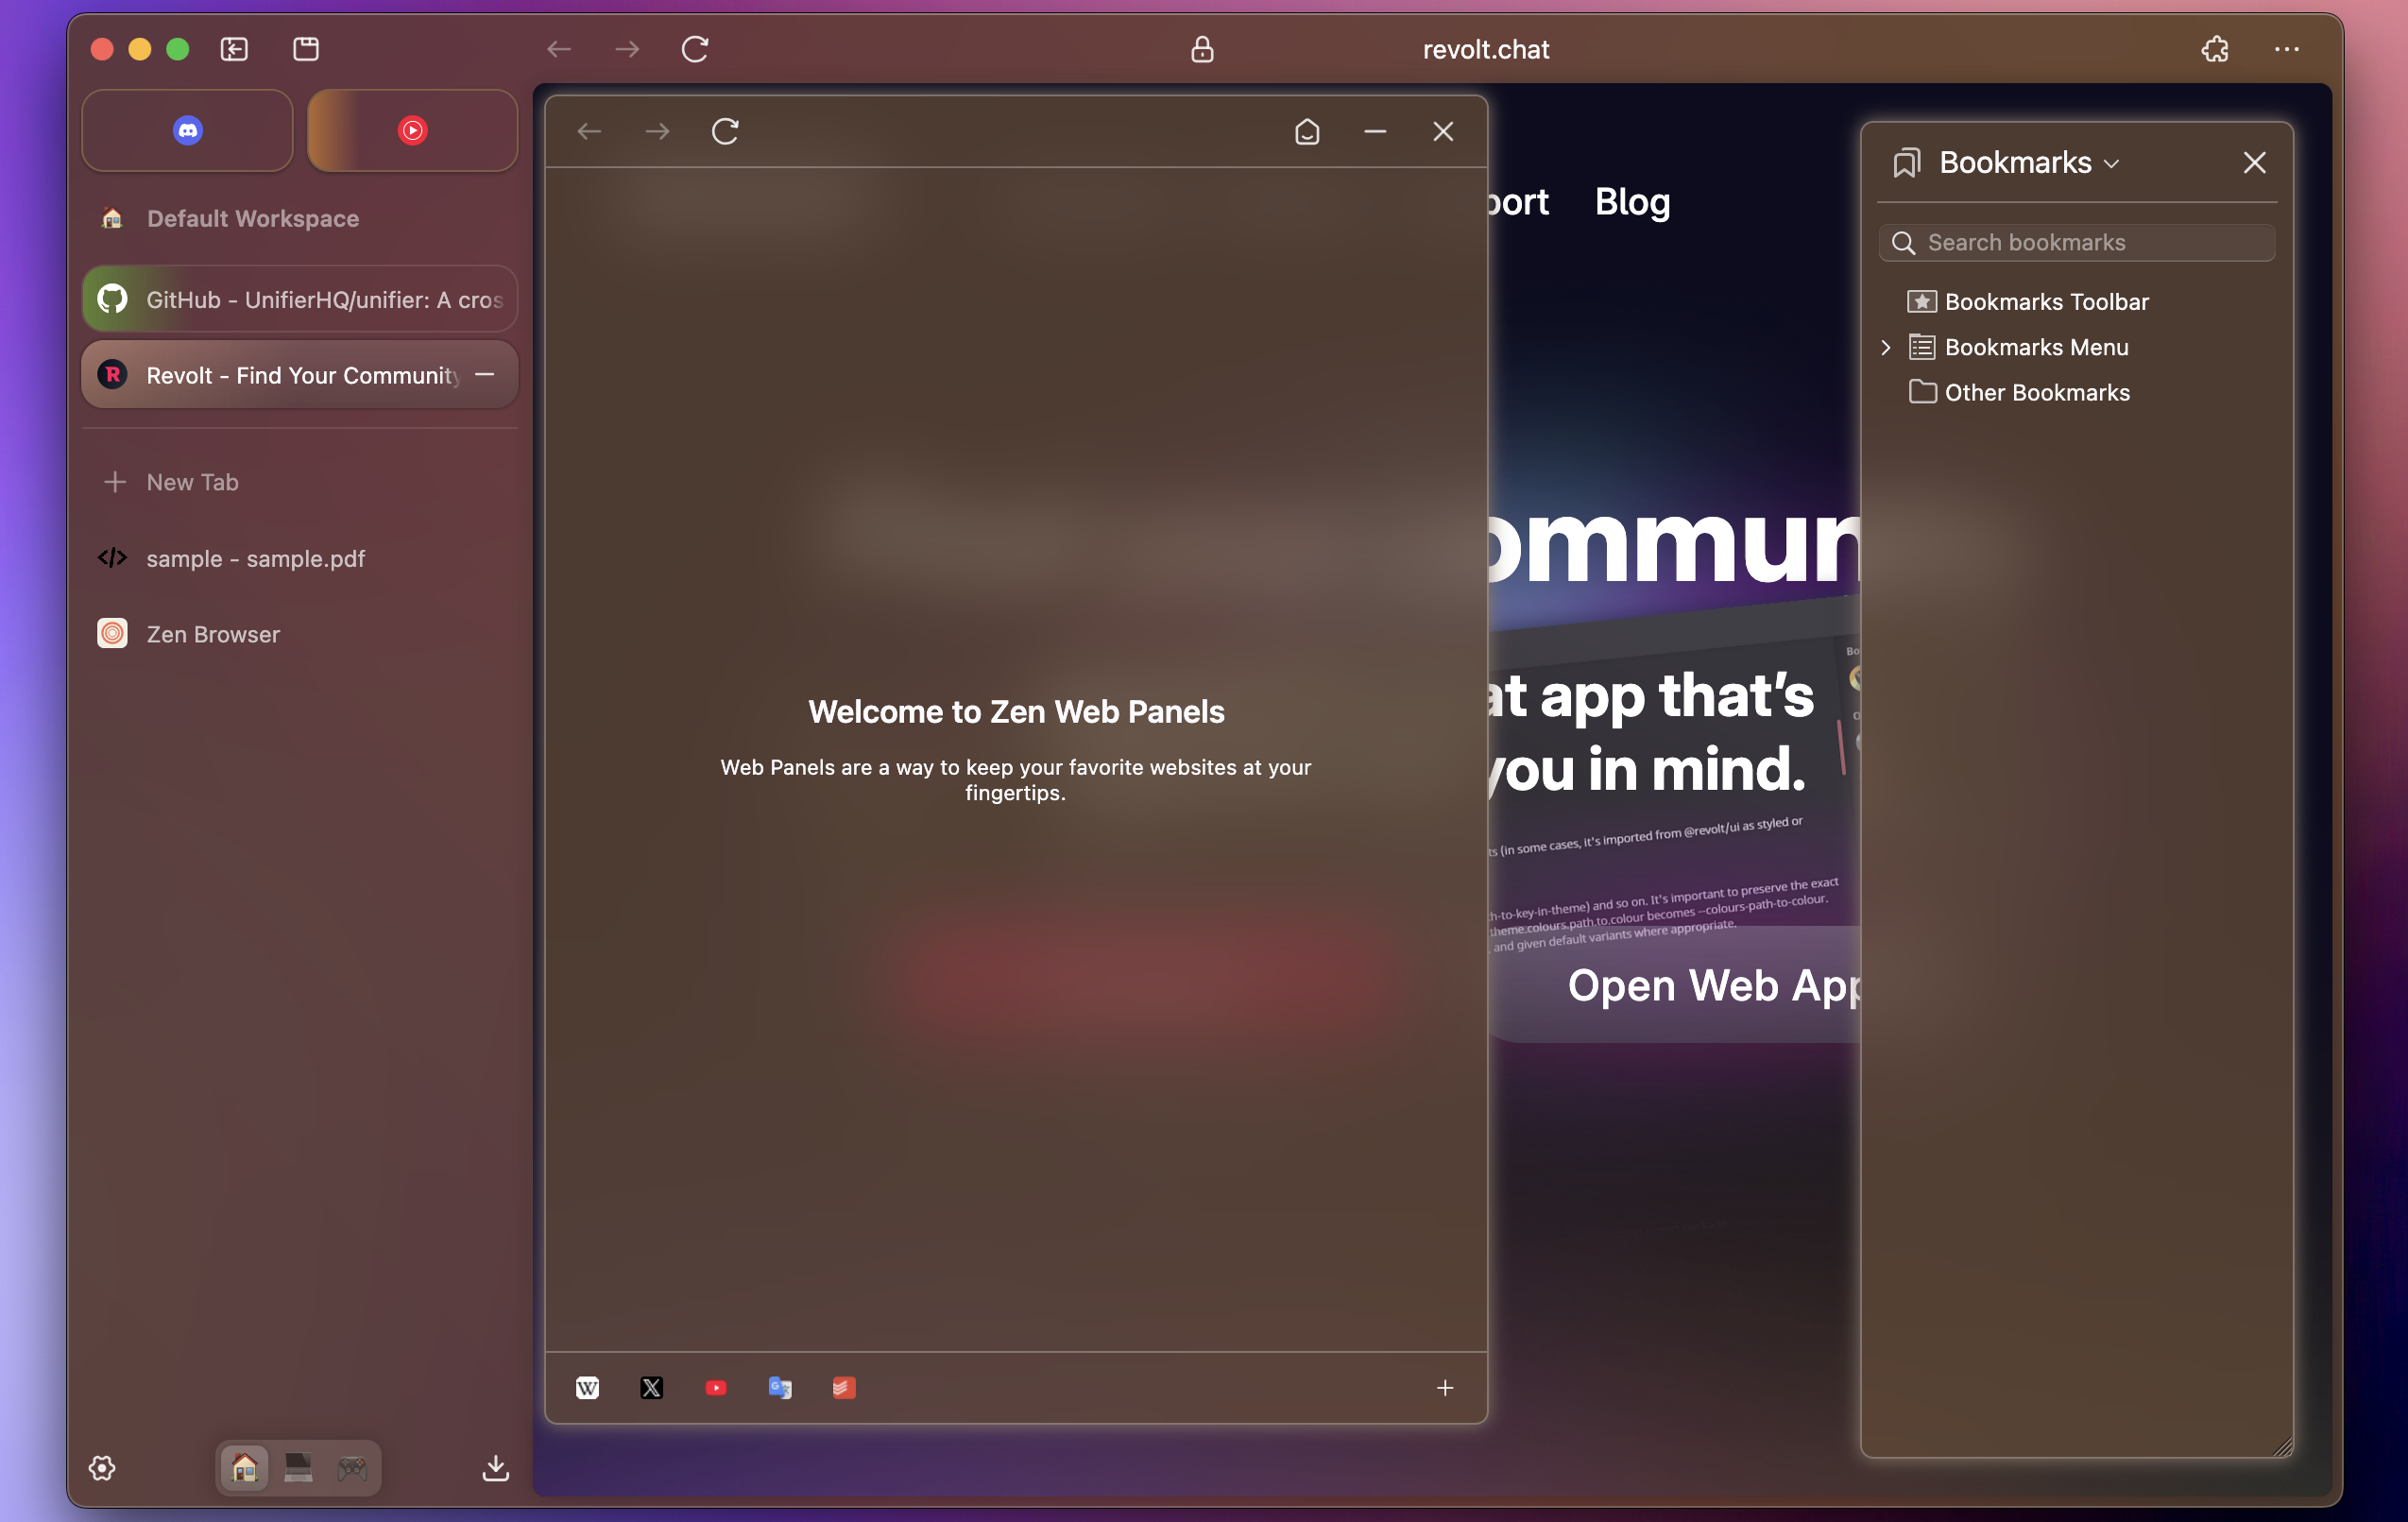 revolt.chat
Default Workspace
GitHub - UnifierHQ/unifier: A cros
Revolt - Find Your Community
New Tab
sample - sample.pdf
Zen Browser
Welcome to Zen Web Panels
Web Panels are a way to keep your favorite websites at your
fingertips.
port Blog
ommun
at app that's
you in mind.
ts (in some cases, it's imported from @revolt/ui as styled or
th-to-key-in-theme) and so on. It's important to preserve the exact
theme.colours.path.to.colour becomes --colours-path-to-colour.
, and given default variants where appropriate.
Open Web App
Bookmarks
Search bookmarks
Bookmarks Toolbar
Bookmarks Menu
Other Bookmarks